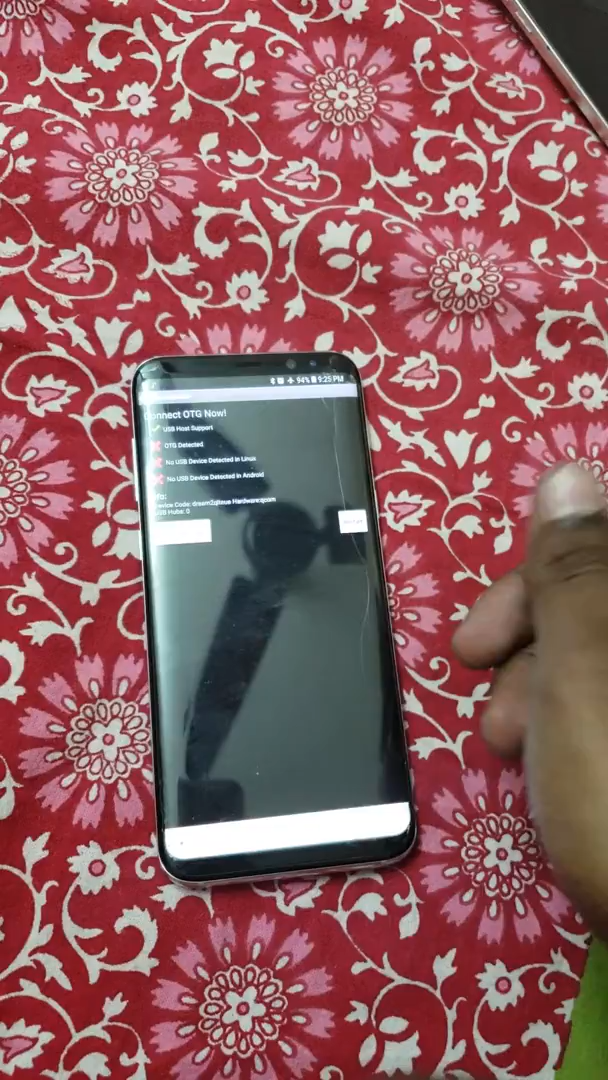 94% 9:25 PM
Connect OTG Now!
USB Host Support
OTG Detected
No USB Device Detected in Linux
No USB Device Detected in Android
Info:
Device Code: dream2qlteue Hardware:qcom
USB Hubs: 0